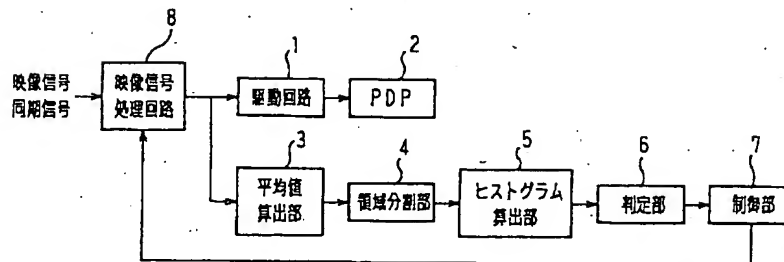 8
映像信号
同期信号
映像信号
処理回路
1
駆動回路
2
PDP
3
平均値
算出部
4
領域分割部
5
ヒストグラム
算出部
6
判定部
7
制御部